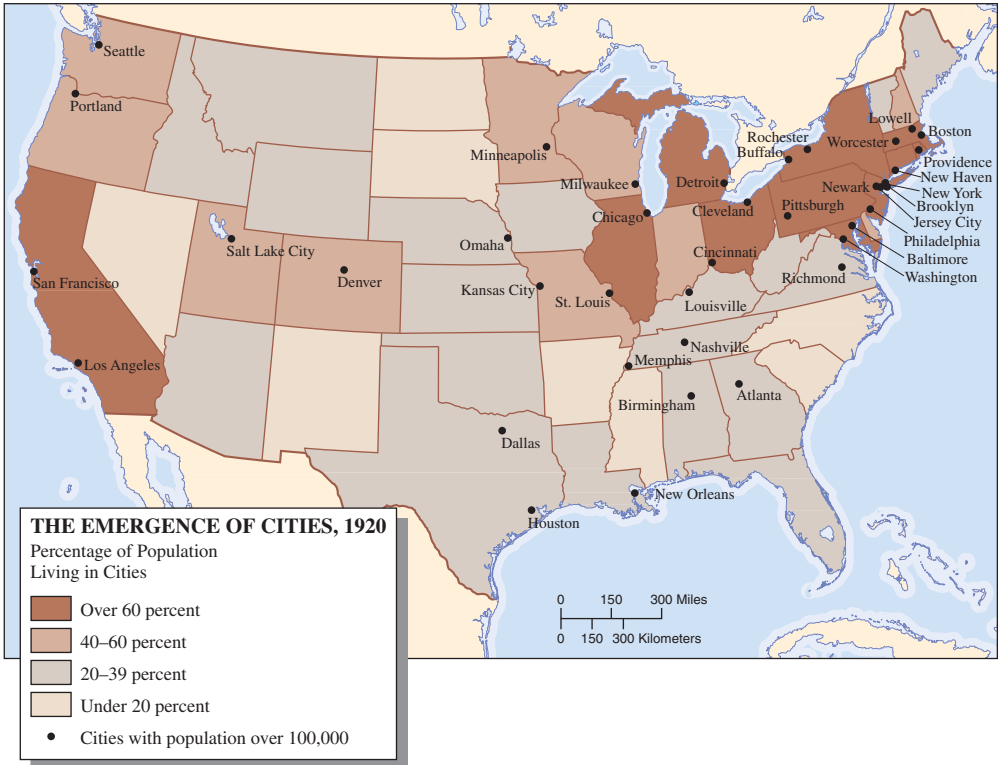 Seattle
Portland
San Francisco
Los Angeles
Salt Lake City
Denver
Minneapolis
Milwaukee
Chicago
Detroit
Cleveland
Cincinnati
Omaha
Kansas City
St. Louis
Louisville
Nashville
Memphis
Birmingham
Atlanta
Dallas
Houston
New Orleans
Richmond
Pittsburgh
Rochester
Buffalo
Lowell
Worcester
Boston
Providence
New Haven
Newark
New York
Brooklyn
Jersey City
Philadelphia
Baltimore
Washington
0 150 300 Miles
0 150 300 Kilometers
THE EMERGENCE OF CITIES, 1920
Percentage of Population
Living in Cities
Over 60 percent
40–60 percent
20–39 percent
Under 20 percent
Cities with population over 100,000